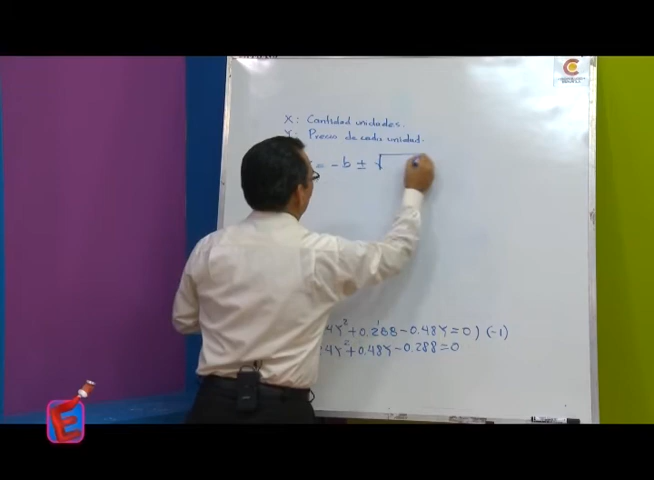 X: Cantidad unidades.
Y: Precio de cada unidad.
= -b ± √
4Y² + 0.288 - 0.48Y = 0) (-1)
4Y² + 0.48Y - 0.288 = 0
E